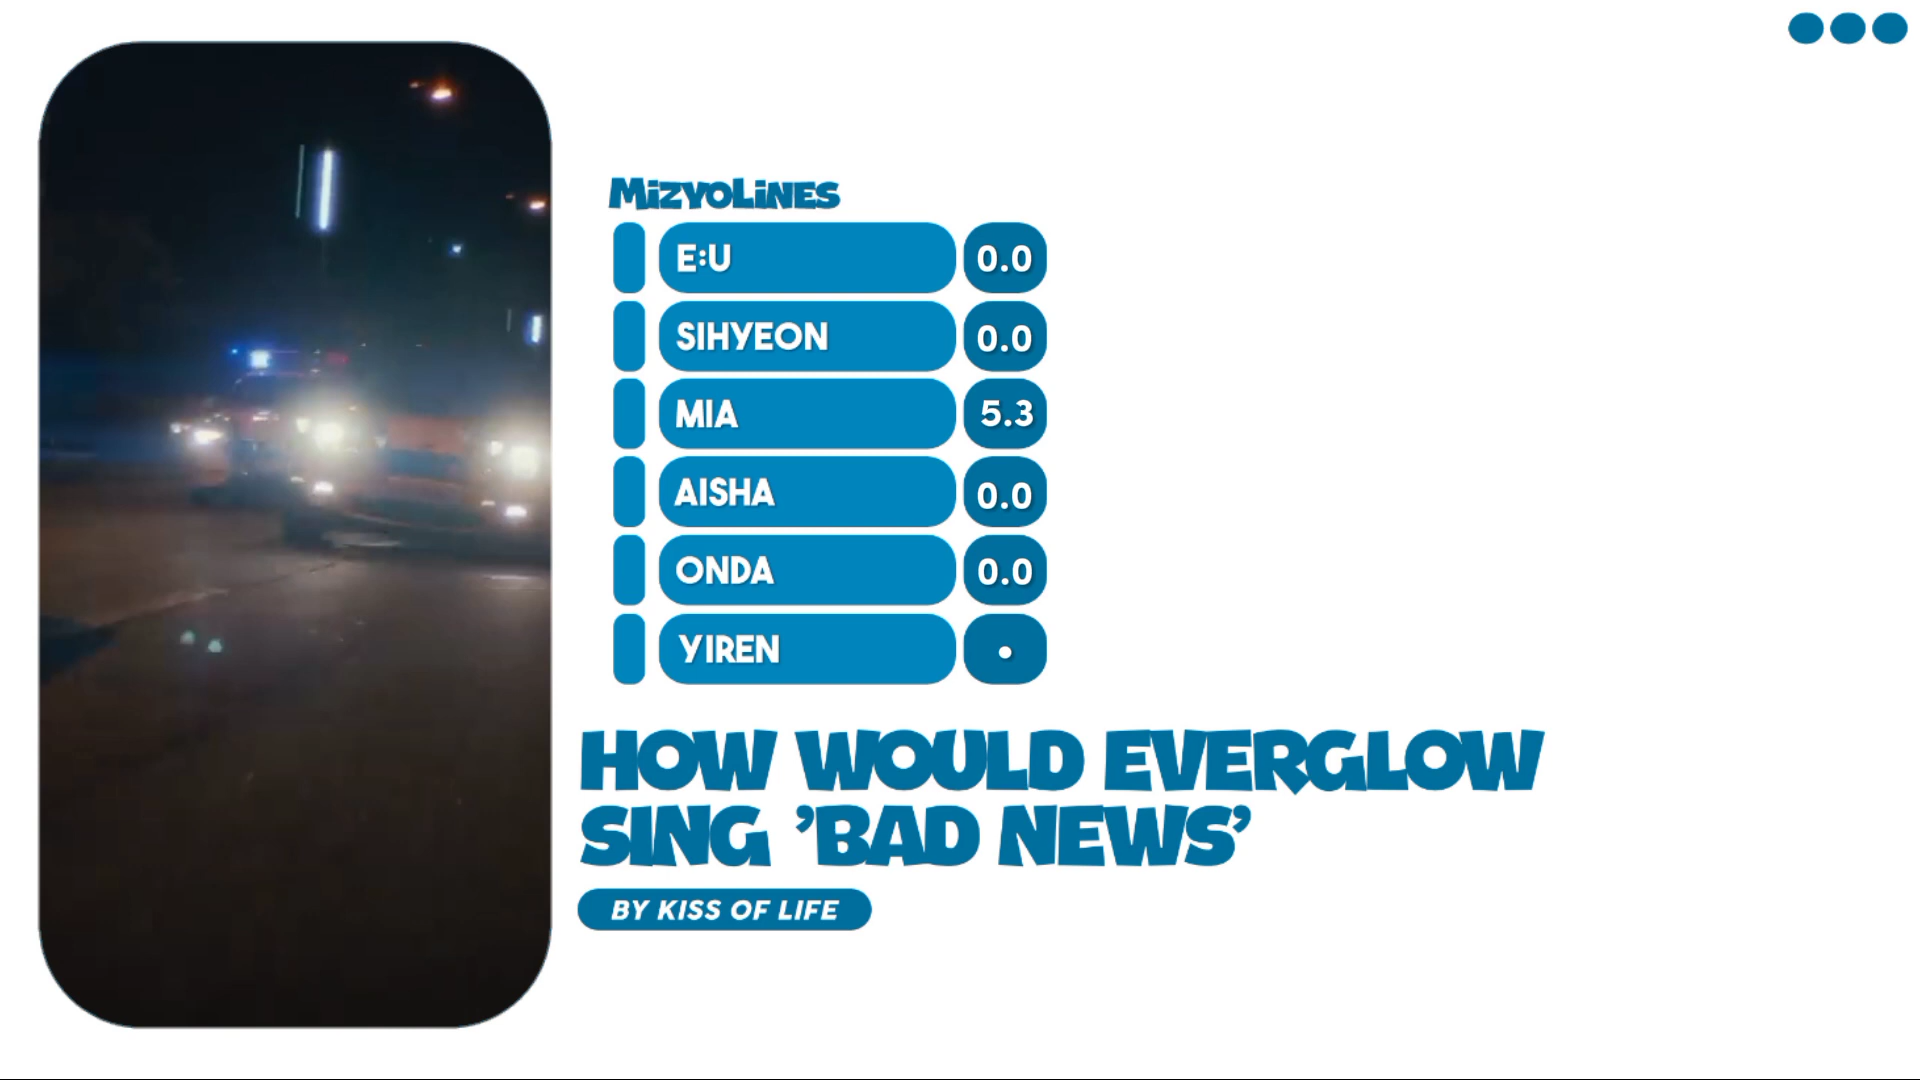 MizyoLines
E:U 0.0
SIHYEON 0.0
MIA 5.3
AISHA 0.0
ONDA 0.0
YIREN •
HOW WOULD EVERGLOW
SING ’BAD NEWS’
BY KISS OF LIFE